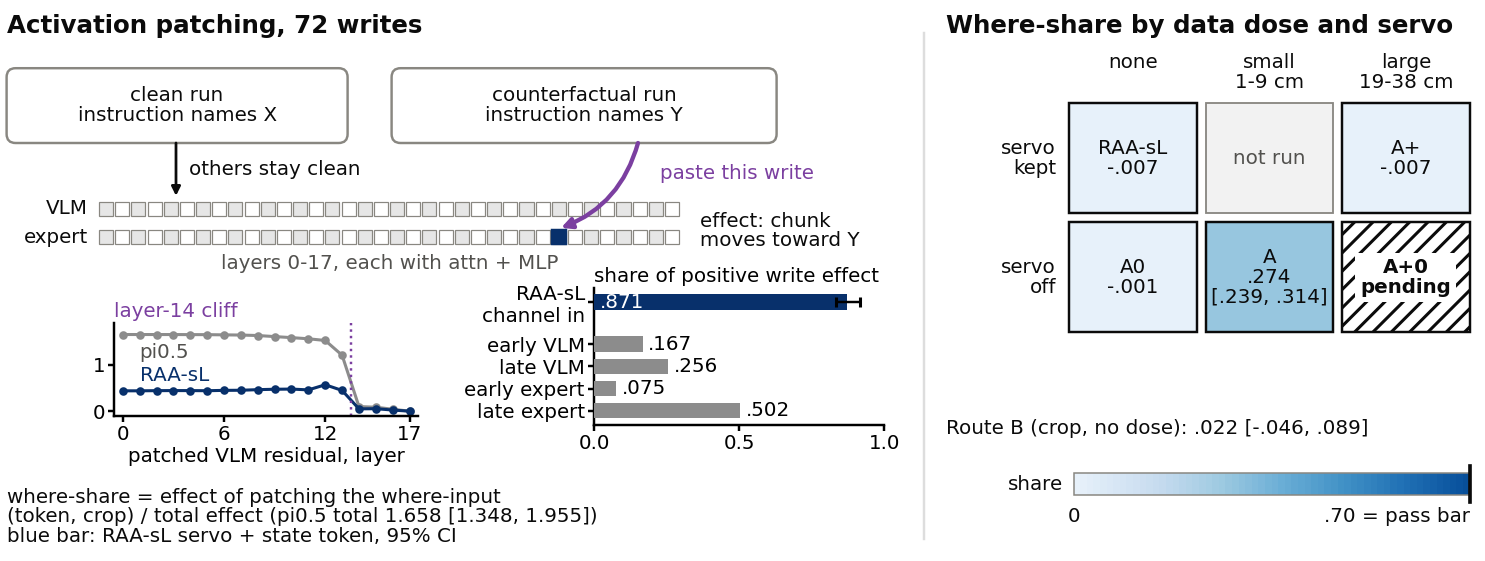 Activation patching, 72 writes
clean run
instruction names X
counterfactual run
instruction names Y
others stay clean
paste this write
VLM
expert
effect: chunk
moves toward Y
layers 0-17, each with attn + MLP
layer-14 cliff
pi0.5
RAA-sL
1
0
0
6
12
17
patched VLM residual, layer
share of positive write effect
RAA-sL
channel in
.871
early VLM
.167
late VLM
.256
early expert
.075
late expert
.502
0.0
0.5
1.0
where-share = effect of patching the where-input
(token, crop) / total effect (pi0.5 total 1.658 [1.348, 1.955])
blue bar: RAA-sL servo + state token, 95% CI
Where-share by data dose and servo
none
small
1-9 cm
large
19-38 cm
servo
kept
RAA-sL
-.007
not run
A+
-.007
servo
off
A0
-.001
A
.274
[.239, .314]
A+0
pending
Route B (crop, no dose): .022 [-.046, .089]
share
0
.70 = pass bar